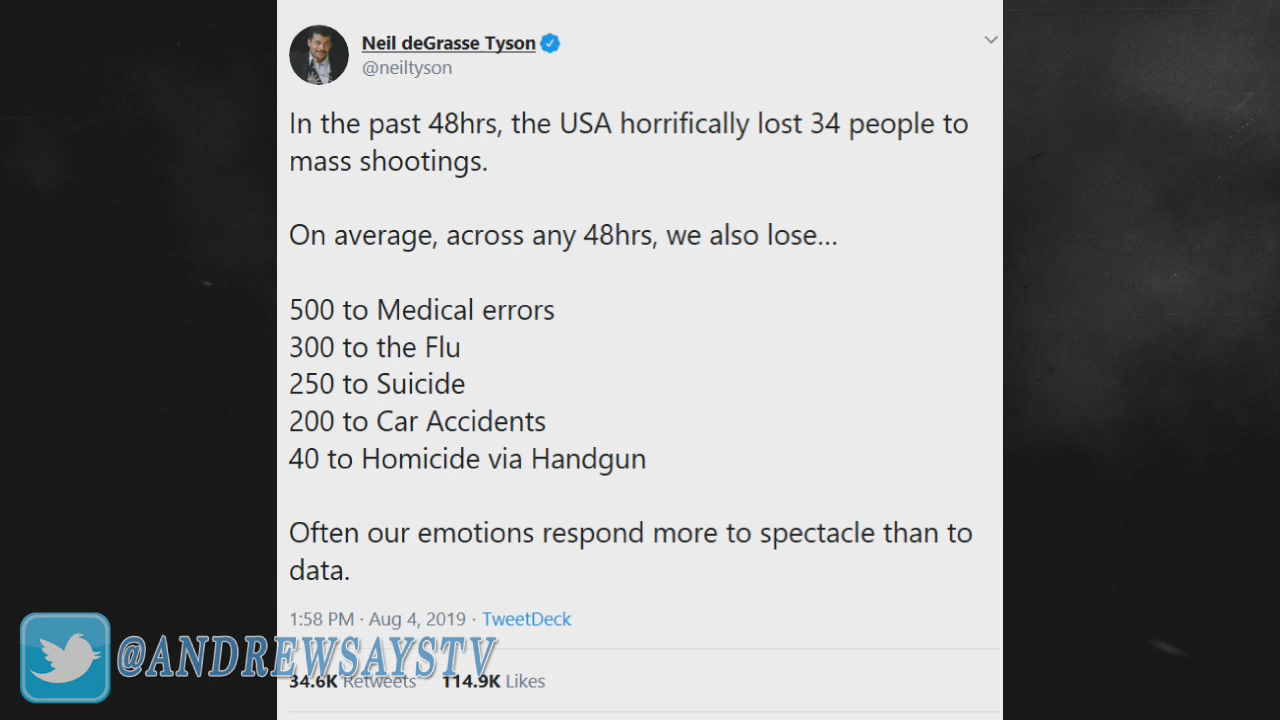 Neil deGrasse Tyson
@neiltyson
In the past 48hrs, the USA horrifically lost 34 people to
mass shootings.
On average, across any 48hrs, we also lose...
500 to Medical errors
300 to the Flu
250 to Suicide
200 to Car Accidents
40 to Homicide via Handgun
Often our emotions respond more to spectacle than to
data.
1:58 PM · Aug 4, 2019 · TweetDeck
@ANDREWSAYSTV
34.6K Retweets 114.9K Likes